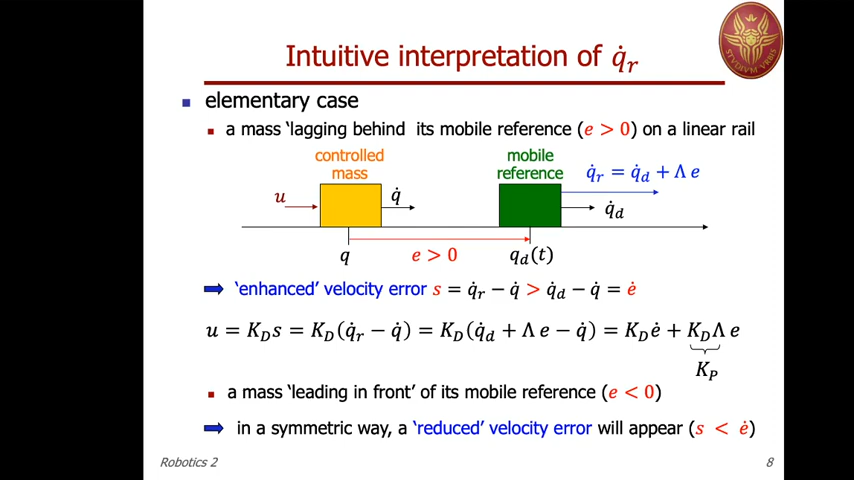 Intuitive interpretation of q̇ᵣ
elementary case
a mass 'lagging behind its mobile reference (e > 0) on a linear rail
controlled mass
mobile reference
q̇ᵣ = q̇_d + Λ e
u
q̇
q̇_d
q
e > 0
q_d(t)
'enhanced' velocity error s = q̇ᵣ − q̇ > q̇_d − q̇ = ė
u = K_D s = K_D(q̇ᵣ − q̇) = K_D(q̇_d + Λ e − q̇) = K_D ė + K_D Λ e
K_P
a mass 'leading in front' of its mobile reference (e < 0)
in a symmetric way, a 'reduced' velocity error will appear (s < ė)
Robotics 2
8